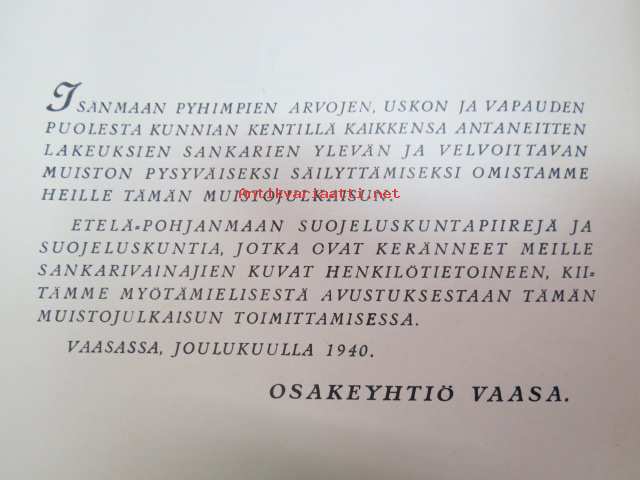 ISÄNMAAN PYHIMPIEN ARVOJEN, USKON JA VAPAUDEN
PUOLESTA KUNNIAN KENTILLÄ KAIKKENSA ANTANEITTEN
LAKEUKSIEN SANKARIEN YLEVÄN JA VELVOITTAVAN
MUISTON PYSYVÄISEKSI SÄILYTTÄMISEKSI OMISTAMME
HEILLE TÄMÄN MUISTOJULKAISUN.
Antikvariaatti.net
ETELÄ-POHJANMAAN SUOJELUSKUNTAPIIREJÄ JA
SUOJELUSKUNTIA, JOTKA OVAT KERÄNNEET MEILLE
SANKARIVAINAJIEN KUVAT HENKILÖTIETOINEEN, KII-
TÄMME MYÖTÄMIELISESTÄ AVUSTUKSESTAAN TÄMÄN
MUISTOJULKAISUN TOIMITTAMISESSA.
VAASASSA, JOULUKUULLA 1940.
OSAKEYHTIÖ VAASA.